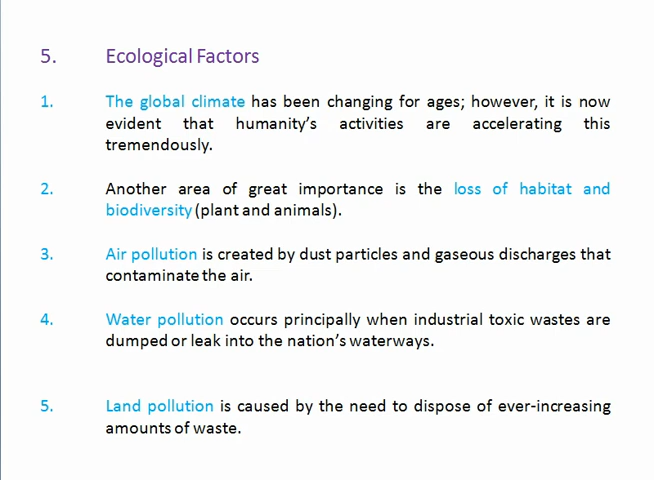 5. Ecological Factors
1. The global climate has been changing for ages; however, it is now
evident that humanity's activities are accelerating this
tremendously.
2. Another area of great importance is the loss of habitat and
biodiversity (plant and animals).
3. Air pollution is created by dust particles and gaseous discharges that
contaminate the air.
4. Water pollution occurs principally when industrial toxic wastes are
dumped or leak into the nation's waterways.
5. Land pollution is caused by the need to dispose of ever-increasing
amounts of waste.